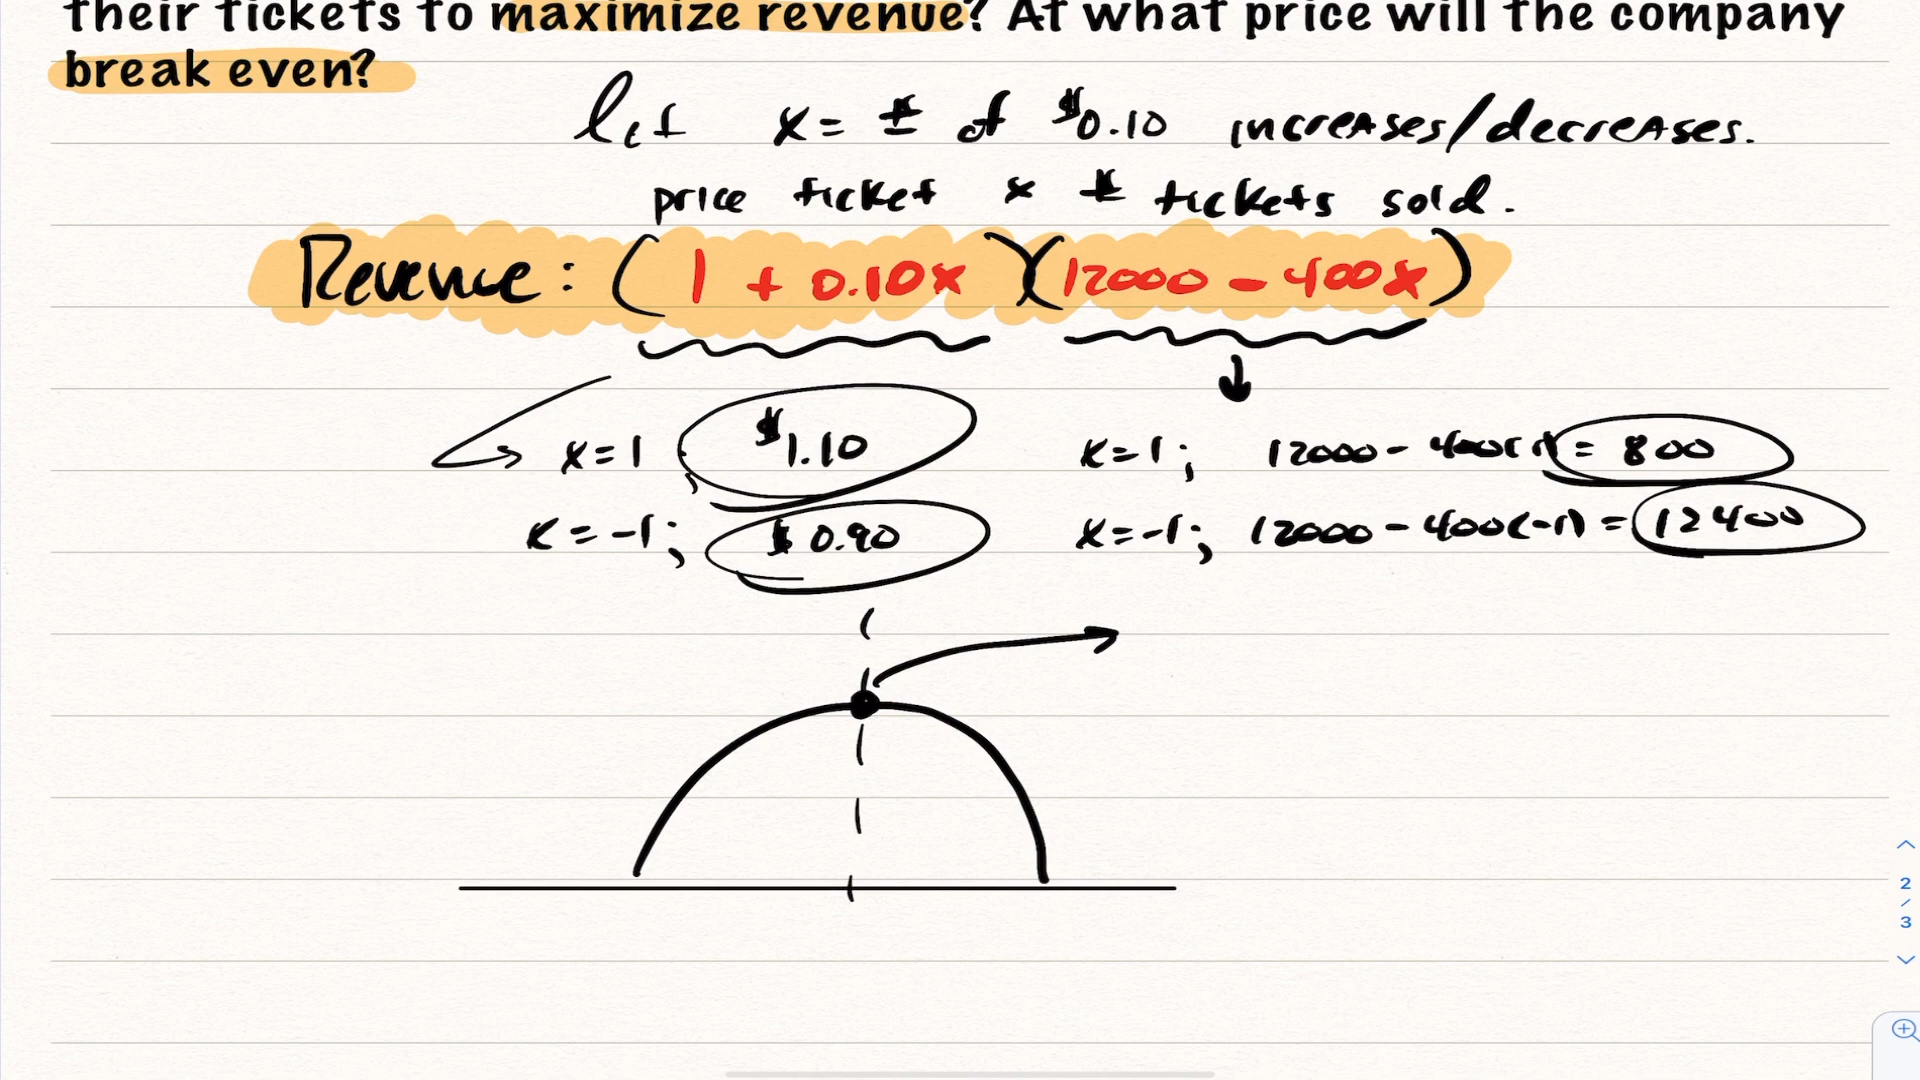 their tickets to maximize revenue? At what price will the company
break even?
let x = # of $0.10 increases/decreases.
price ticket x # tickets sold.
Revenue: (1 + 0.10x)(12000 - 400x)
x=1; $1.10 x=1; 12000 - 400(1) = 800
x=-1; $0.90 x=-1; 12000 - 400(-1) = 12400
2
/
3